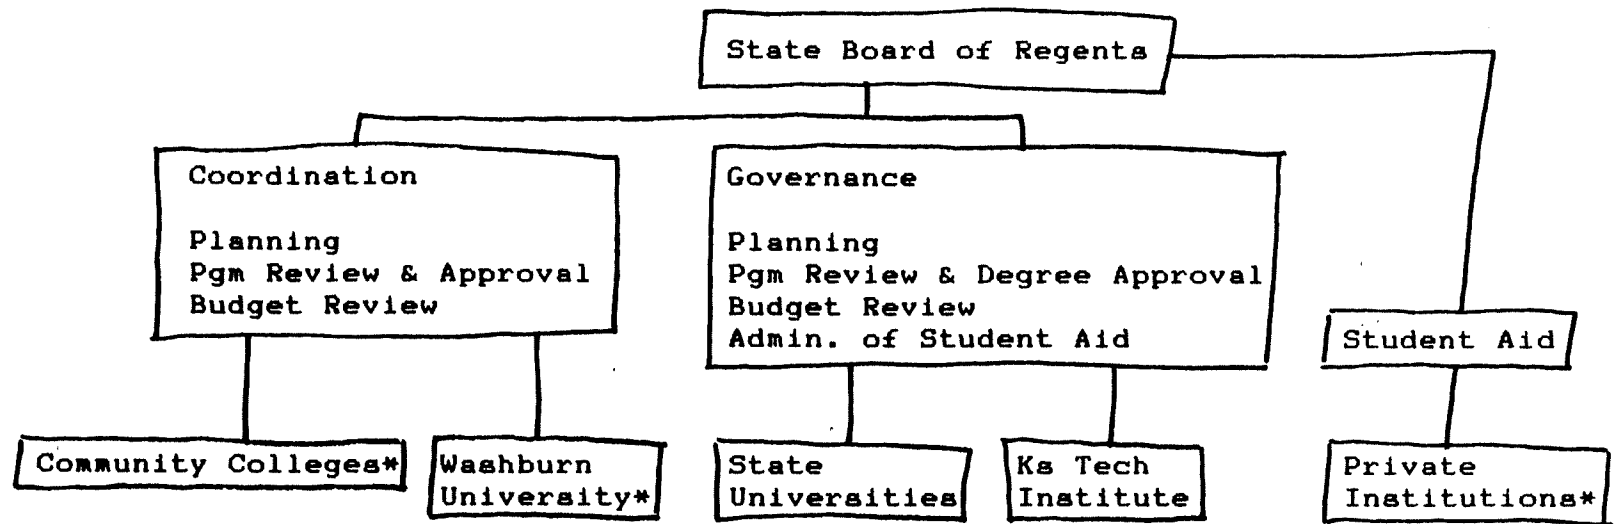 State Board of Regents
Coordination
Planning
Pgm Review & Approval
Budget Review
Governance
Planning
Pgm Review & Degree Approval
Budget Review
Admin. of Student Aid
Student Aid
Community Colleges*
Washburn
University*
State
Universities
Ks Tech
Institute
Private
Institutions*